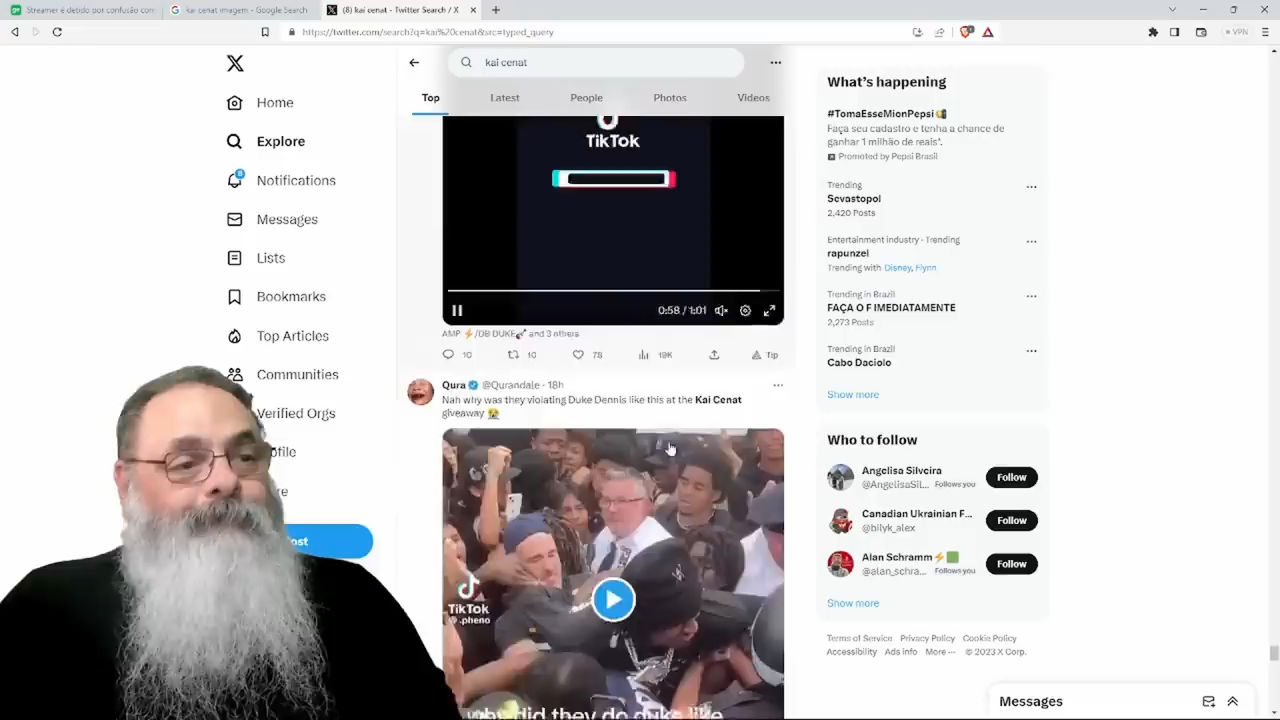 Streamer é detido por confusão com
kai cenat imagem - Google Search
(8) kai cenat - Twitter Search / X
https://twitter.com/search?q=kai%20cenat&src=typed_query
VPN
kai cenat
Top
Latest
People
Photos
Videos
Home
Explore
8
Notifications
Messages
Lists
Bookmarks
Top Articles
Communities
Verified Orgs
ofile
re
ost
TikTok
0:58 / 1:01
AMP ⚡/DB DUKE🎸 and 3 others
10
10
78
19K
Tip
Qura @Qurandale · 18h
Nah why was they violating Duke Dennis like this at the Kai Cenat
giveaway 😭
TikTok
@.pheno
why did they do duke like
What's happening
#TomaEsseMionPepsi
Faça seu cadastro e tenha a chance de
ganhar 1 milhão de reais*.
Promoted by Pepsi Brasil
Trending
Sevastopol
2,420 Posts
Entertainment industry · Trending
rapunzel
Trending with Disney, Flynn
Trending in Brazil
FAÇA O F IMEDIATAMENTE
2,273 Posts
Trending in Brazil
Cabo Daciolo
Show more
Who to follow
Angelisa Silveira
@AngelisaSil... Follows you
Follow
Canadian Ukrainian F...
@bilyk_alex
Follow
Alan Schramm⚡🟩
@alan_schra... Follows you
Follow
Show more
Terms of Service Privacy Policy Cookie Policy
Accessibility Ads info More ··· © 2023 X Corp.
Messages